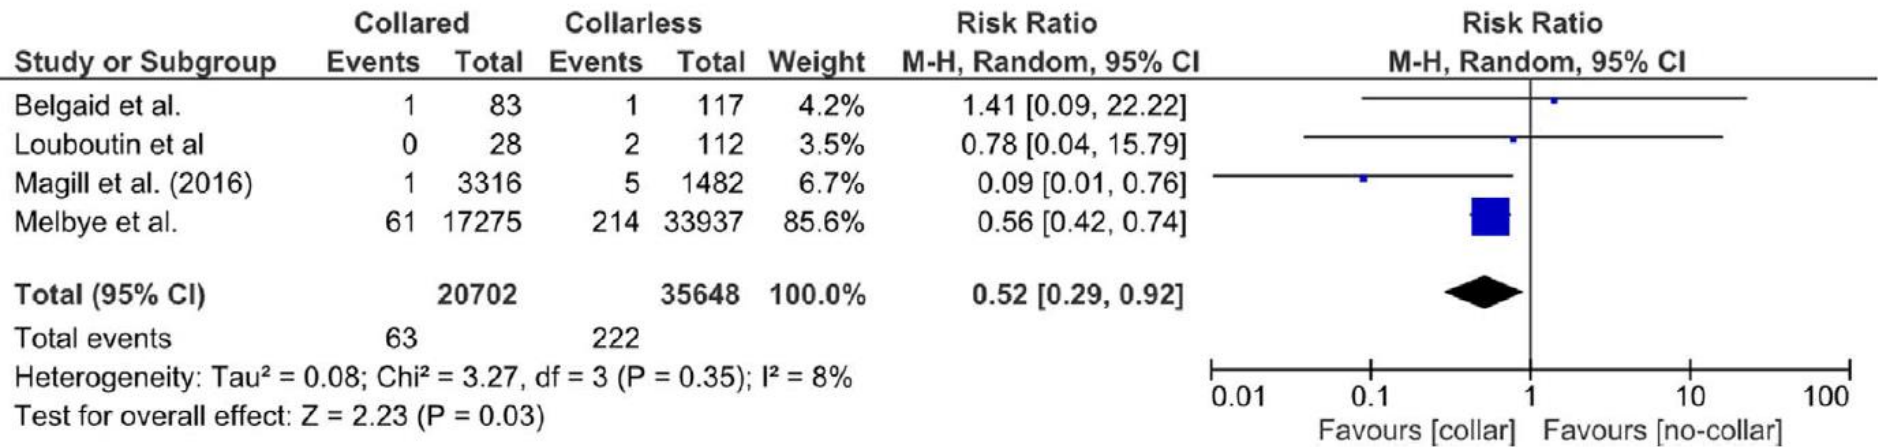 Collared Collarless Risk Ratio Risk Ratio
Study or Subgroup Events Total Events Total Weight M-H, Random, 95% CI M-H, Random, 95% CI
Belgaid et al. 1 83 1 117 4.2% 1.41 [0.09, 22.22]
Louboutin et al 0 28 2 112 3.5% 0.78 [0.04, 15.79]
Magill et al. (2016) 1 3316 5 1482 6.7% 0.09 [0.01, 0.76]
Melbye et al. 61 17275 214 33937 85.6% 0.56 [0.42, 0.74]
Total (95% CI) 20702 35648 100.0% 0.52 [0.29, 0.92]
Total events 63 222
Heterogeneity: Tau² = 0.08; Chi² = 3.27, df = 3 (P = 0.35); I² = 8%
Test for overall effect: Z = 2.23 (P = 0.03)
0.01 0.1 1 10 100
Favours [collar] Favours [no-collar]